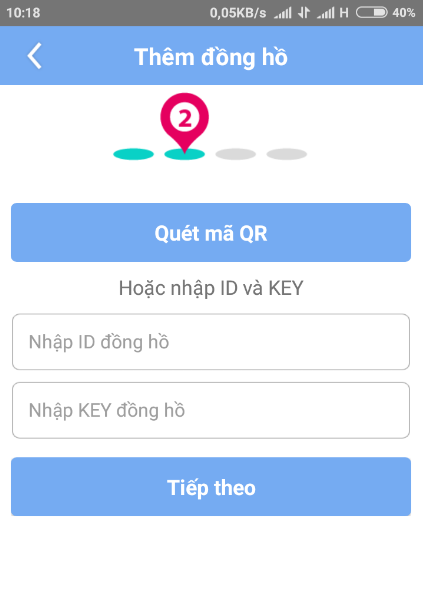 10:18 0,05KB/s H 40%
Thêm đồng hồ
2
Quét mã QR
Hoặc nhập ID và KEY
Nhập ID đồng hồ
Nhập KEY đồng hồ
Tiếp theo